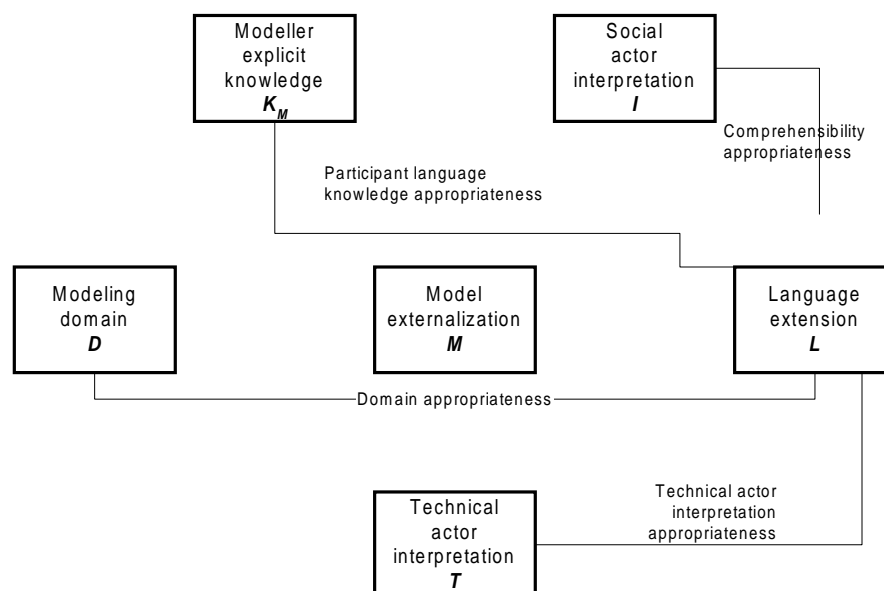 Modeller
explicit
knowledge
K_M
Social
actor
interpretation
I
Comprehensibility
appropriateness
Participant language
knowledge appropriateness
Modeling
domain
D
Model
externalization
M
Language
extension
L
Domain appropriateness
Technical
actor
interpretation
T
Technical actor
interpretation
appropriateness